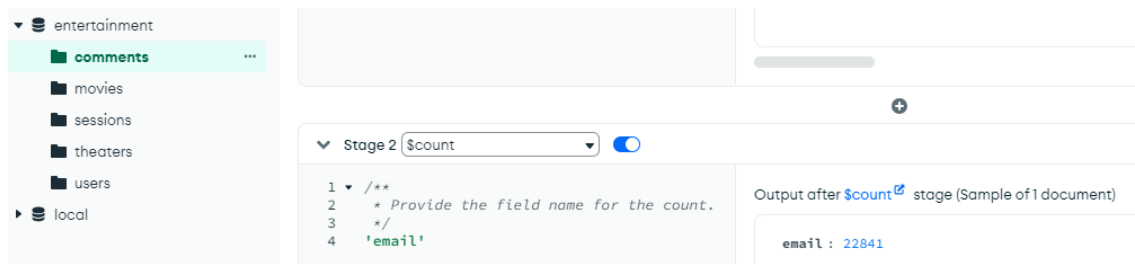 entertainment
comments ...
movies
sessions
theaters
users
local
Stage 2 $count
1 /**
2 * Provide the field name for the count.
3 */
4 'email'
Output after $count stage (Sample of 1 document)
email : 22841